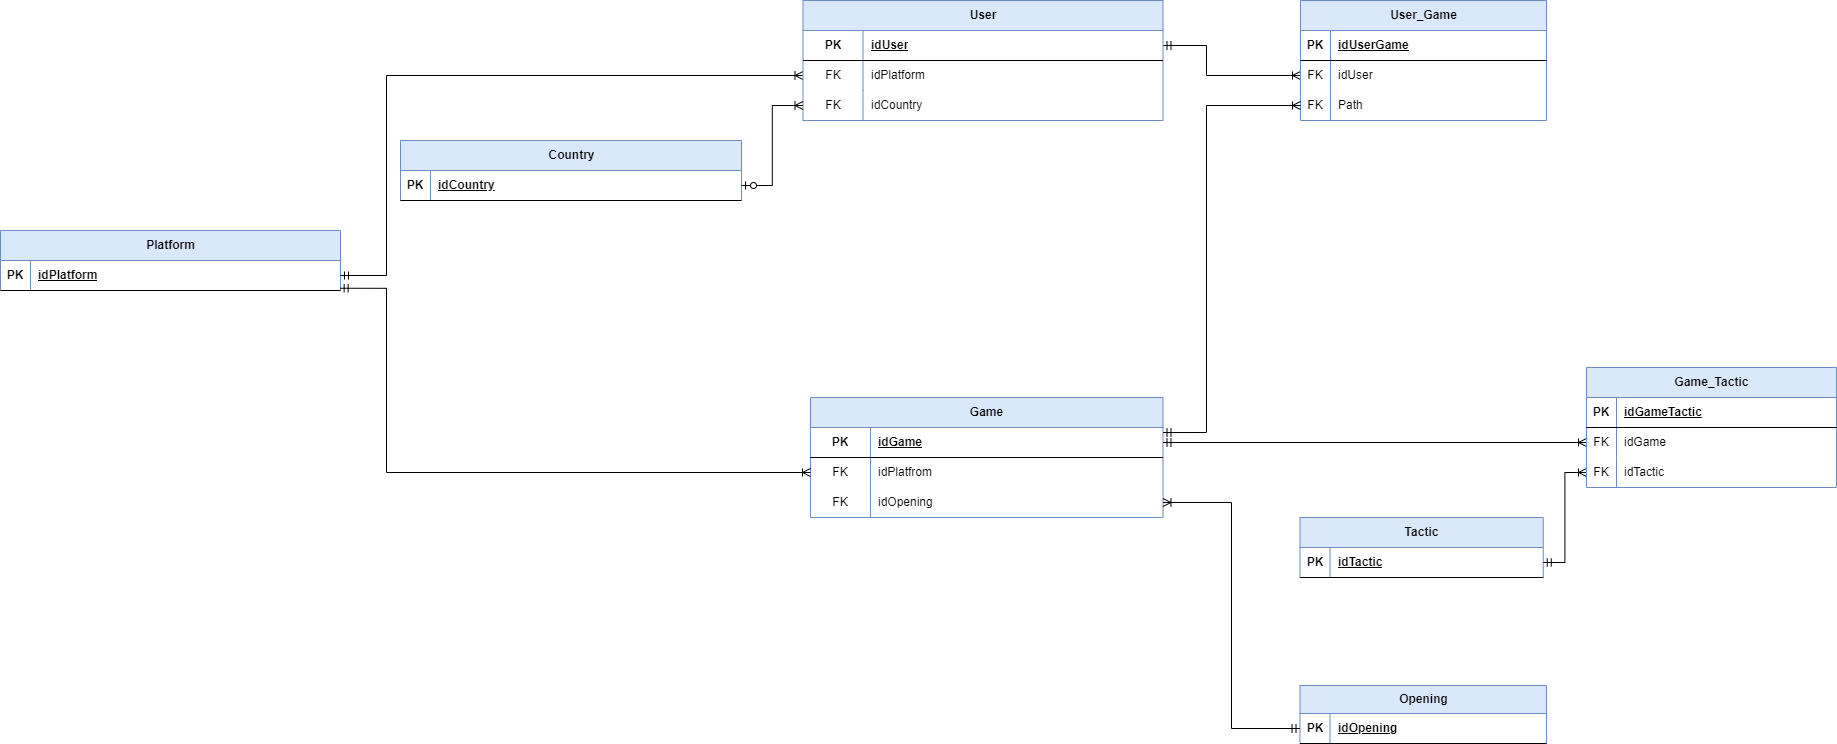 User
PK idUser
FK idPlatform
FK idCountry
User_Game
PK idUserGame
FK idUser
FK Path
Country
PK idCountry
Platform
PK idPlatform
Game
PK idGame
FK idPlatfrom
FK idOpening
Game_Tactic
PK idGameTactic
FK idGame
FK idTactic
Tactic
PK idTactic
Opening
PK idOpening